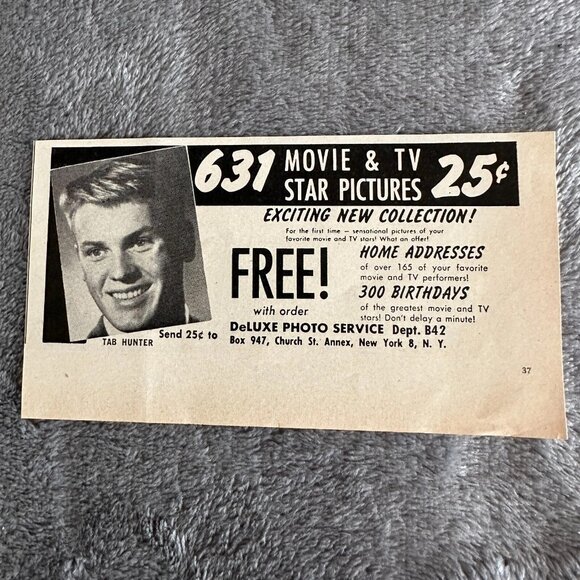 631 MOVIE & TV STAR PICTURES 25¢
EXCITING NEW COLLECTION!
For the first time — sensational pictures of your
favorite movie and TV stars! What an offer!
FREE!
with order
HOME ADDRESSES
of over 165 of your favorite
movie and TV performers!
300 BIRTHDAYS
of the greatest movie and TV
stars! Don't delay a minute!
TAB HUNTER
Send 25¢ to DeLUXE PHOTO SERVICE Dept. B42
Box 947, Church St. Annex, New York 8, N. Y.
37